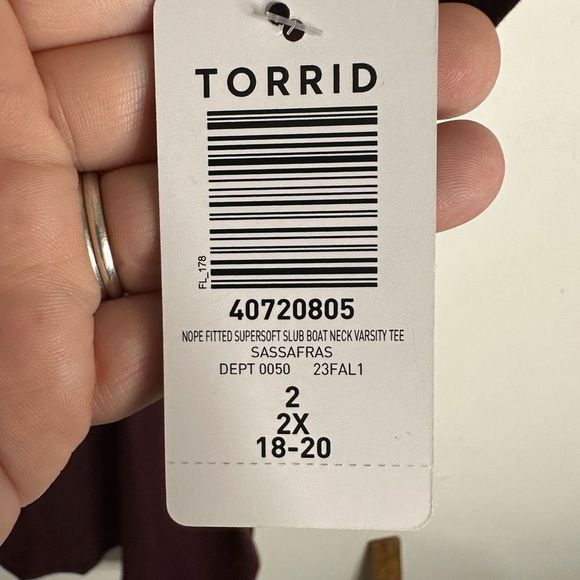 TORRID
FL_178
40720805
NOPE FITTED SUPERSOFT SLUB BOAT NECK VARSITY TEE
SASSAFRAS
DEPT 0050 23FAL1
2
2X
18-20